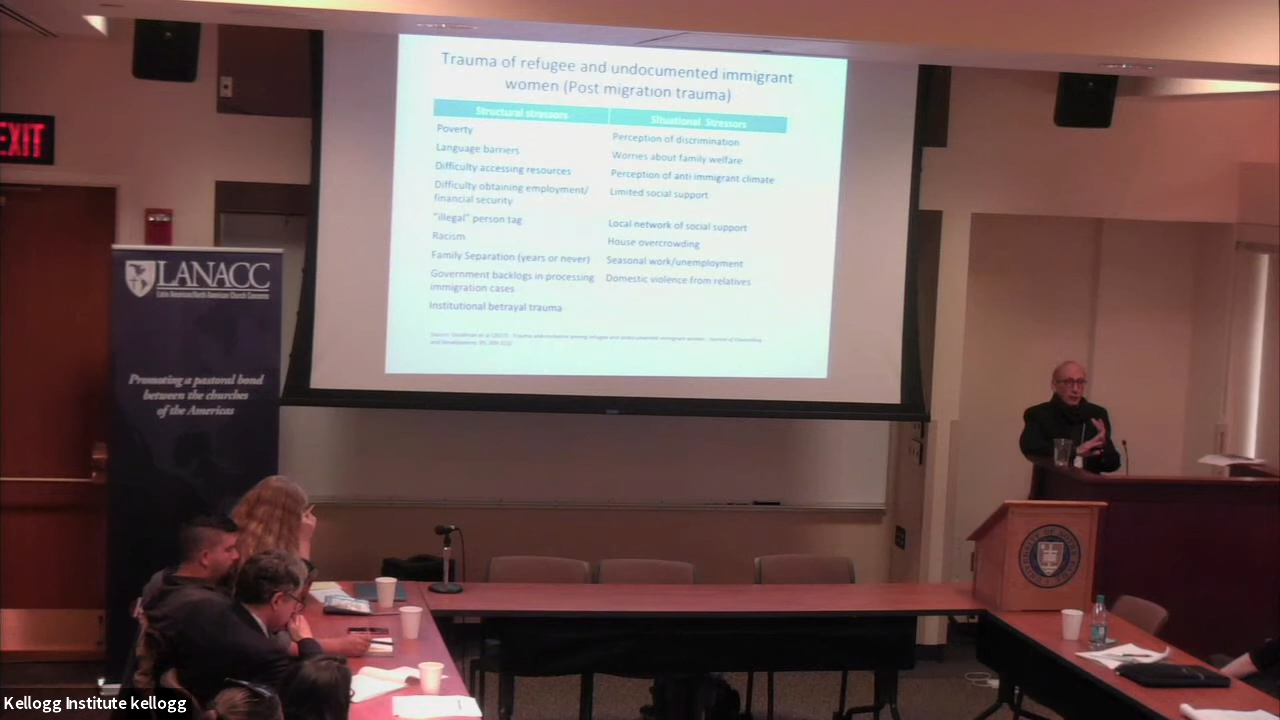 Trauma of refugee and undocumented immigrant
women (Post migration trauma)
Structural stressors
Situational Stressors
Poverty
Language barriers
Difficulty accessing resources
Difficulty obtaining employment/
financial security
"illegal" person tag
Racism
Family Separation (years or never)
Government backlogs in processing
immigration cases
Institutional betrayal trauma
Perception of discrimination
Worries about family welfare
Perception of anti immigrant climate
Limited social support
Local network of social support
House overcrowding
Seasonal work/unemployment
Domestic violence from relatives
EXIT
LANACC
Latin American/North American Church Concerns
Promoting a pastoral bond
between the churches
of the Americas
Kellogg Institute kellogg